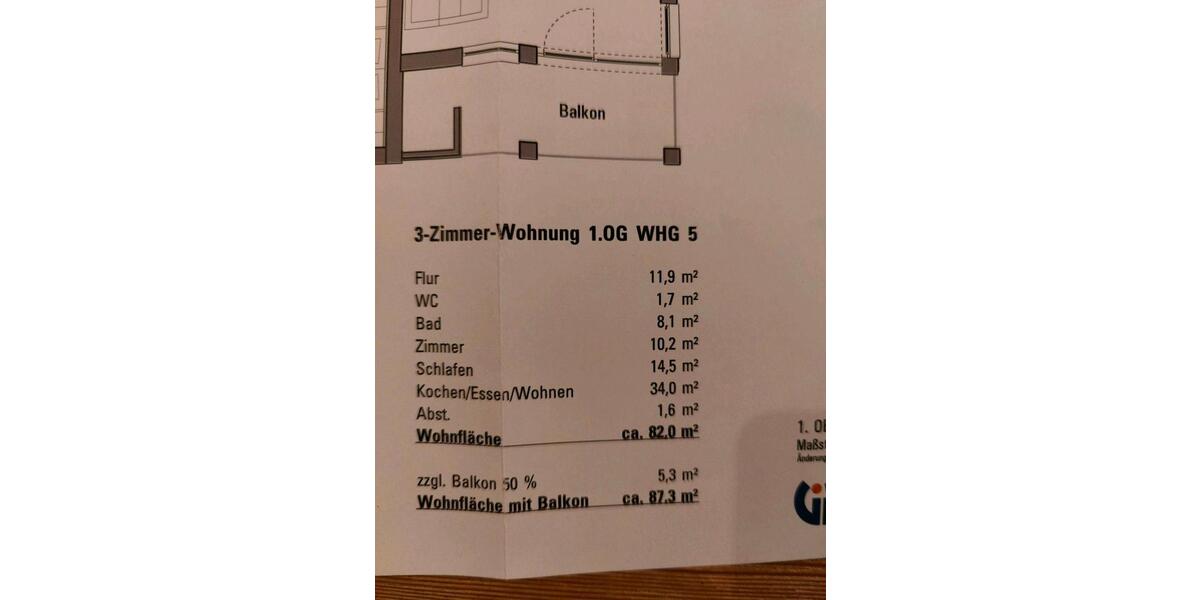 Balkon
3-Zimmer-Wohnung 1.OG WHG 5
Flur 11,9 m²
WC 1,7 m²
Bad 8,1 m²
Zimmer 10,2 m²
Schlafen 14,5 m²
Kochen/Essen/Wohnen 34,0 m²
Abst. 1,6 m²
Wohnfläche ca. 82.0 m²
zzgl. Balkon 50 % 5,3 m²
Wohnfläche mit Balkon ca. 87.3 m²
1.